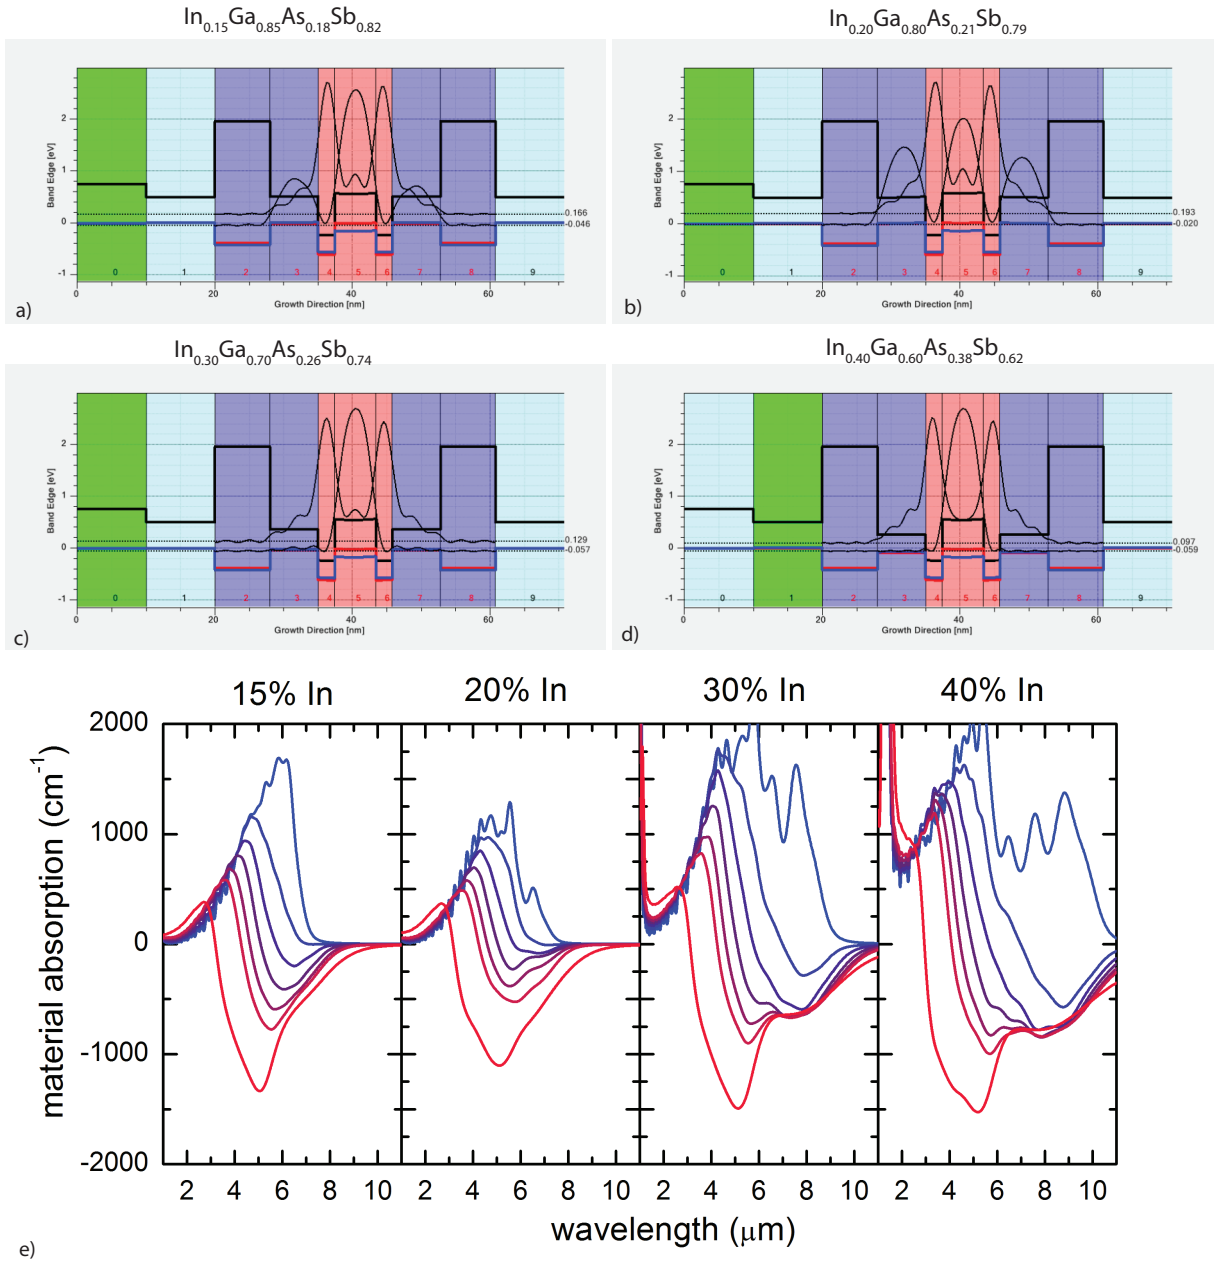 In0.15Ga0.85As0.18Sb0.82
In0.20Ga0.80As0.21Sb0.79
Band Edge [eV]
2
1
0
-1
0.166
-0.046
0 1 2 3 4 5 6 7 8 9
0 20 40 60
Growth Direction [nm]
a)
Band Edge [eV]
2
1
0
-1
0.193
-0.020
0 1 2 3 4 5 6 7 8 9
0 20 40 60
Growth Direction [nm]
b)
In0.30Ga0.70As0.26Sb0.74
In0.40Ga0.60As0.38Sb0.62
Band Edge [eV]
2
1
0
-1
0.129
-0.057
0 1 2 3 4 5 6 7 8 9
0 20 40 60
Growth Direction [nm]
c)
Band Edge [eV]
2
1
0
-1
0.097
-0.059
0 1 2 3 4 5 6 7 8 9
0 20 40 60
Growth Direction [nm]
d)
15% In 20% In 30% In 40% In
material absorption (cm-1)
2000
1000
0
-1000
-2000
2 4 6 8 10 2 4 6 8 10 2 4 6 8 10 2 4 6 8 10
wavelength (μm)
e)